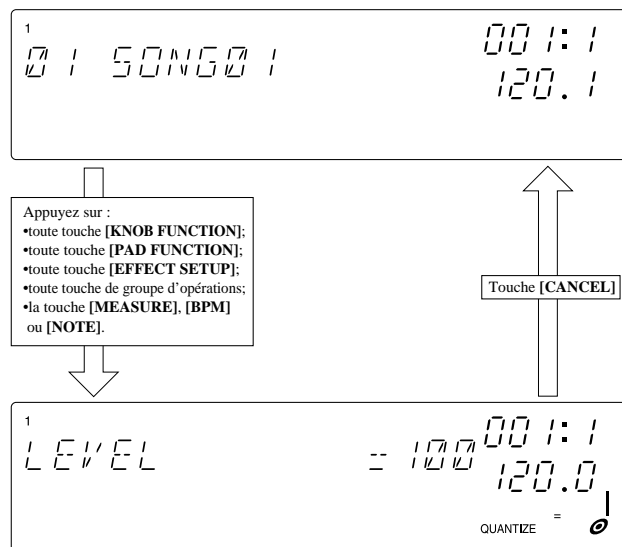 1
01 SONG01
001:1
120.1
Appuyez sur :
•toute touche [KNOB FUNCTION];
•toute touche [PAD FUNCTION];
•toute touche [EFFECT SETUP];
•toute touche de groupe d'opérations;
•la touche [MEASURE], [BPM]
ou [NOTE].
Touche [CANCEL]
1
LEVEL =100
001:1
120.0
QUANTIZE =